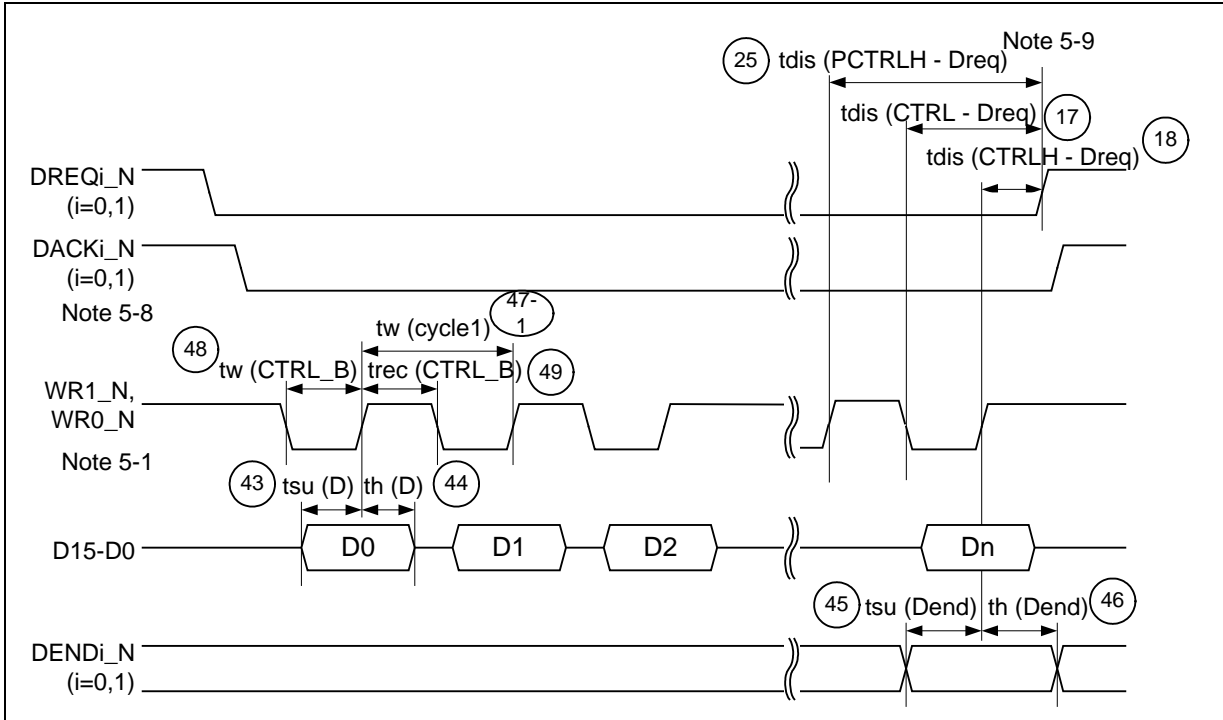 Note 5-9
25 tdis (PCTRLH - Dreq)
tdis (CTRL - Dreq) 17
tdis (CTRLH - Dreq) 18
DREQi_N
(i=0,1)
DACKi_N
(i=0,1)
Note 5-8
47-
1
tw (cycle1)
48
tw (CTRL_B) trec (CTRL_B) 49
WR1_N,
WR0_N
Note 5-1
43 tsu (D) th (D) 44
D15-D0 D0 D1 D2 Dn
45 tsu (Dend) th (Dend) 46
DENDi_N
(i=0,1)